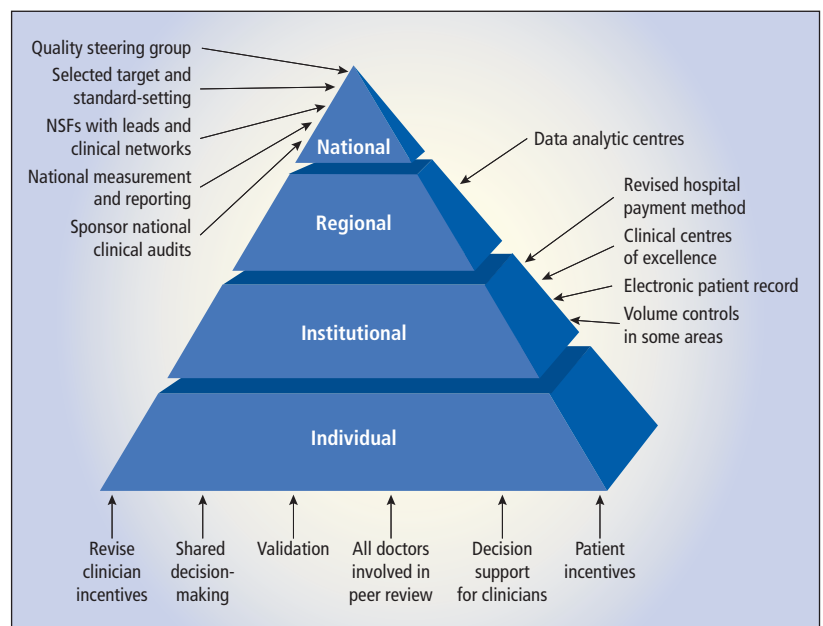 Quality steering group
Selected target and
standard-setting
NSFs with leads and
clinical networks
National measurement
and reporting
Sponsor national
clinical audits
National
Data analytic centres
Regional
Revised hospital
payment method
Clinical centres
of excellence
Electronic patient record
Volume controls
in some areas
Institutional
Individual
Revise
clinician
incentives
Shared
decision-
making
Validation
All doctors
involved in
peer review
Decision
support
for clinicians
Patient
incentives